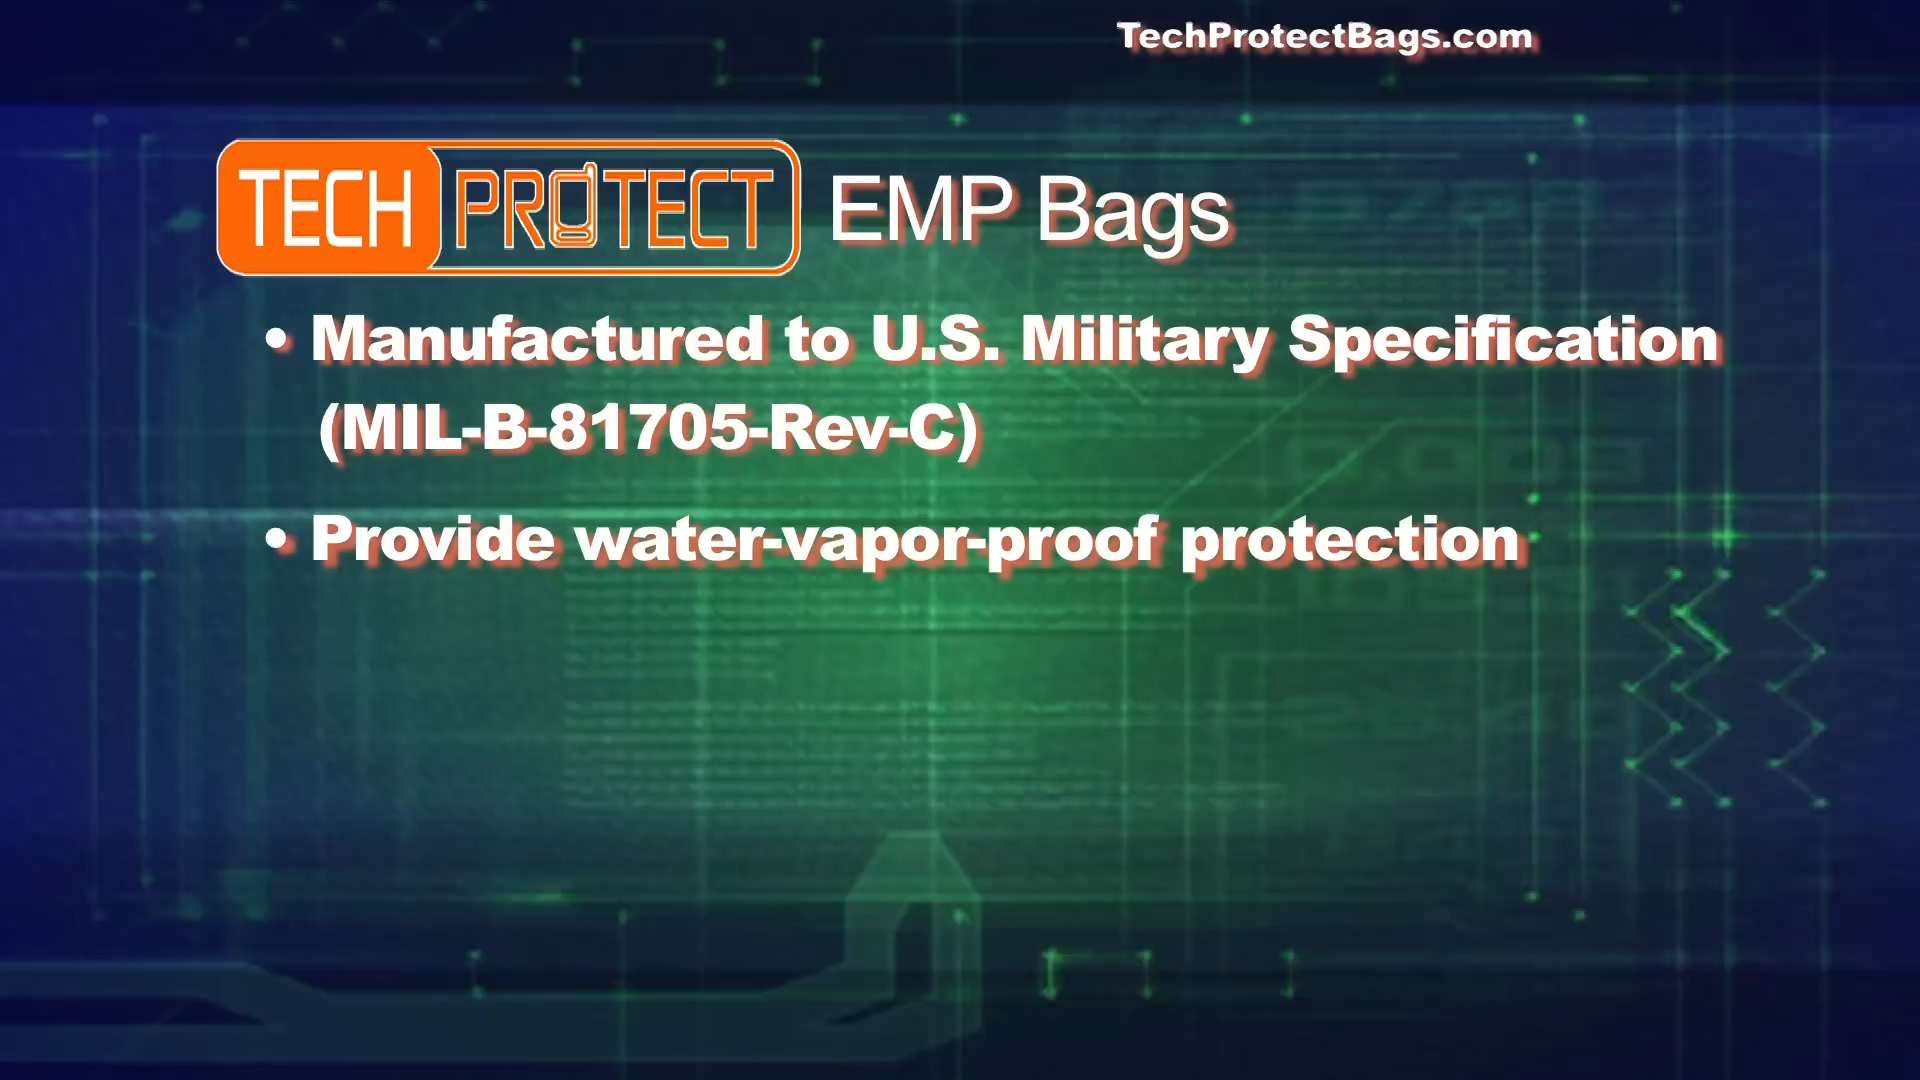 TechProtectBags.com
TECH PROTECT EMP Bags
• Manufactured to U.S. Military Specification
(MIL-B-81705-Rev-C)
• Provide water-vapor-proof protection